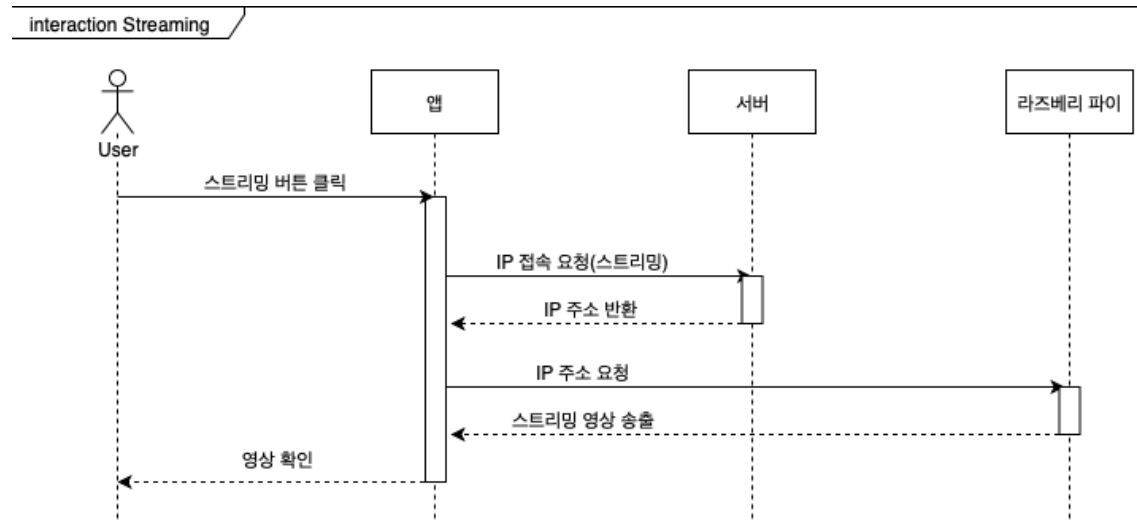 interaction Streaming
User
앱
서버
라즈베리 파이
스트리밍 버튼 클릭
IP 접속 요청(스트리밍)
IP 주소 반환
IP 주소 요청
스트리밍 영상 송출
영상 확인